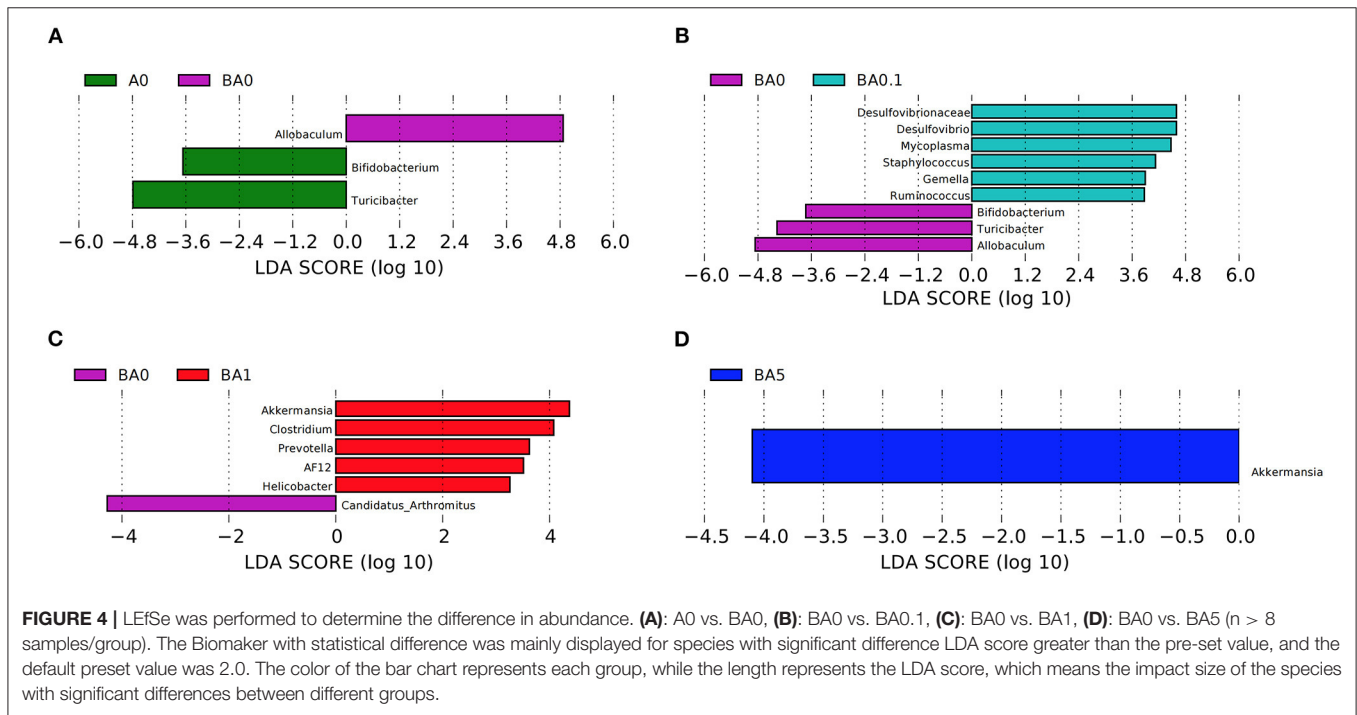 A
A0 BA0
Allobaculum
Bifidobacterium
Turicibacter
−6.0 −4.8 −3.6 −2.4 −1.2 0.0 1.2 2.4 3.6 4.8 6.0
LDA SCORE (log 10)
B
BA0 BA0.1
Desulfovibrionaceae
Desulfovibrio
Mycoplasma
Staphylococcus
Gemella
Ruminococcus
Bifidobacterium
Turicibacter
Allobaculum
−6.0 −4.8 −3.6 −2.4 −1.2 0.0 1.2 2.4 3.6 4.8 6.0
LDA SCORE (log 10)
C
BA0 BA1
Akkermansia
Clostridium
Prevotella
AF12
Helicobacter
Candidatus_Arthromitus
−4 −2 0 2 4
LDA SCORE (log 10)
D
BA5
Akkermansia
−4.5 −4.0 −3.5 −3.0 −2.5 −2.0 −1.5 −1.0 −0.5 0.0
LDA SCORE (log 10)
FIGURE 4 | LEfSe was performed to determine the difference in abundance. (A): A0 vs. BA0, (B): BA0 vs. BA0.1, (C): BA0 vs. BA1, (D): BA0 vs. BA5 (n > 8
samples/group). The Biomaker with statistical difference was mainly displayed for species with significant difference LDA score greater than the pre-set value, and the
default preset value was 2.0. The color of the bar chart represents each group, while the length represents the LDA score, which means the impact size of the species
with significant differences between different groups.